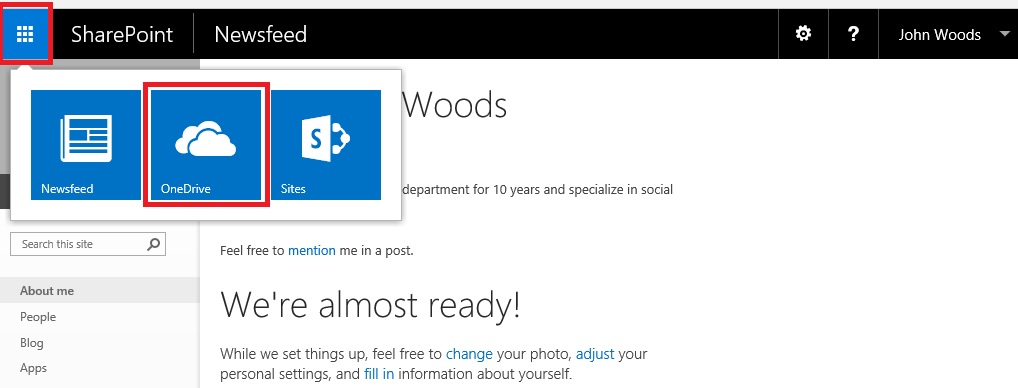 SharePoint Newsfeed ? John Woods
Newsfeed OneDrive Sites
Woods
department for 10 years and specialize in social
Search this site
Feel free to mention me in a post.
About me
People
Blog
Apps
We're almost ready!
While we set things up, feel free to change your photo, adjust your
personal settings, and fill in information about yourself.